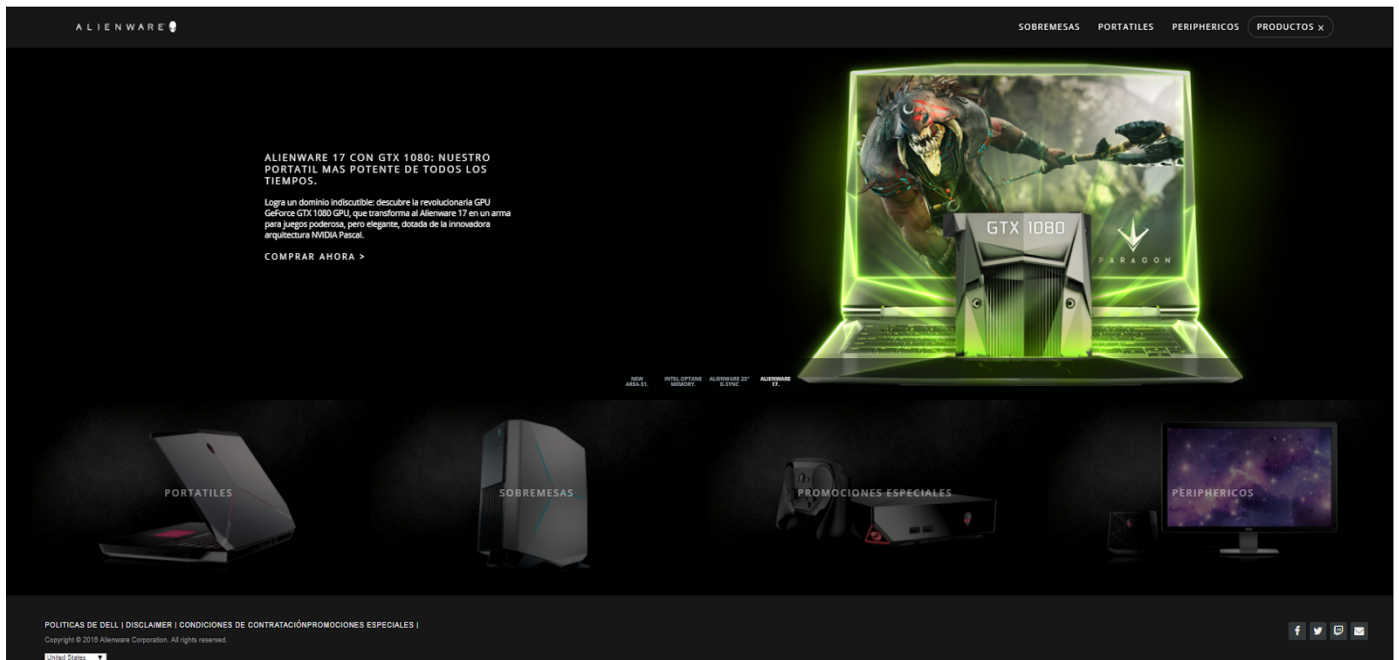 ALIENWARE
SOBREMESAS PORTATILES PERIPHERICOS PRODUCTOS x
ALIENWARE 17 CON GTX 1080: NUESTRO
PORTATIL MAS POTENTE DE TODOS LOS
TIEMPOS.
Logra un dominio indiscutible: descubre la revolucionaria GPU
GeForce GTX 1080 GPU, que transforma al Alienware 17 en un arma
para juegos poderosa, pero elegante, dotada de la innovadora
arquitectura NVIDIA Pascal.
COMPRAR AHORA >
GTX 1080
PARAGON
NEW
AREA-51.
INTEL OPTANE
MEMORY.
ALIENWARE 25"
G-SYNC
ALIENWARE
17.
PORTATILES
SOBREMESAS
PROMOCIONES ESPECIALES
PERIPHERICOS
POLITICAS DE DELL | DISCLAIMER | CONDICIONES DE CONTRATACIÓNPROMOCIONES ESPECIALES |
Copyright © 2016 Alienware Corporation. All rights reserved.
United States